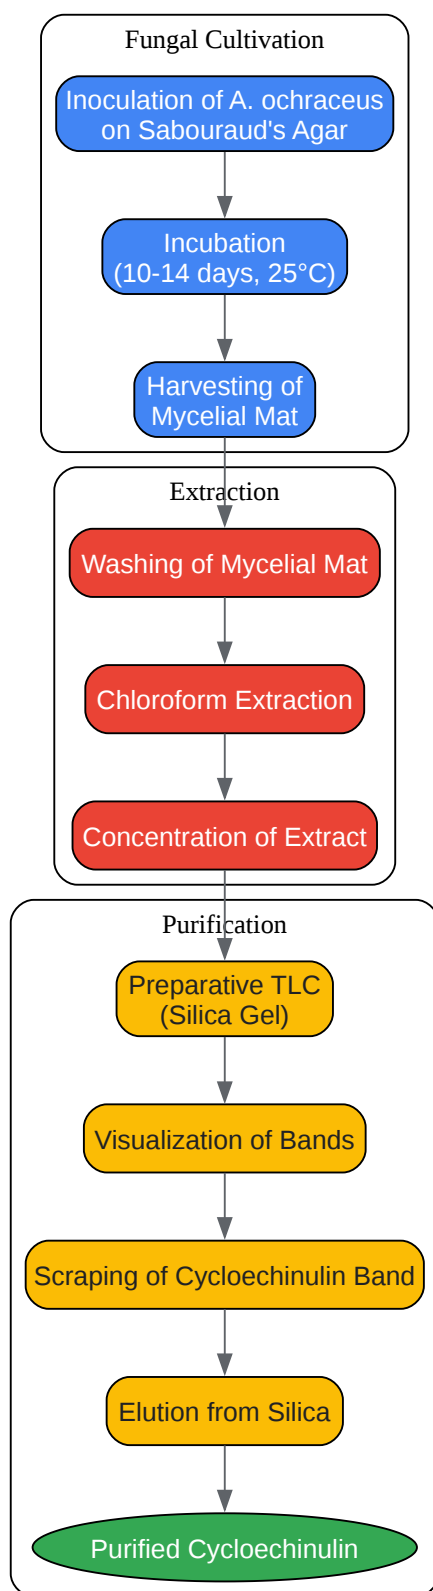 Fungal Cultivation
Inoculation of A. ochraceus
on Sabouraud's Agar
Incubation
(10-14 days, 25°C)
Harvesting of
Mycelial Mat
Extraction
Washing of Mycelial Mat
Chloroform Extraction
Concentration of Extract
Purification
Preparative TLC
(Silica Gel)
Visualization of Bands
Scraping of Cycloechinulin Band
Elution from Silica
Purified Cycloechinulin